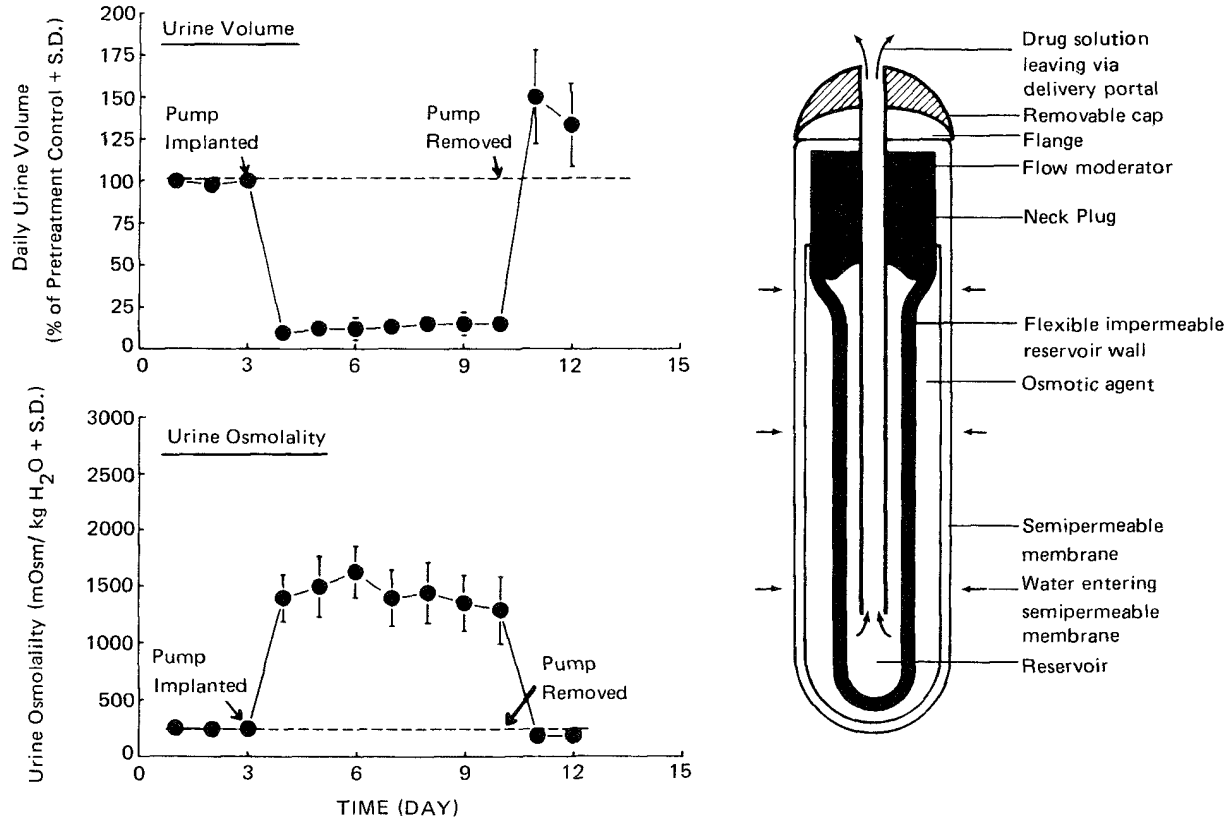 Urine Volume
Daily Urine Volume
(% of Pretreatment Control + S.D.)
200
175
150
125
100
75
50
25
0
Pump
Implanted
Pump
Removed
0 3 6 9 12 15
Urine Osmolality
Urine Osmolalilty (mOsm/ kg H2O + S.D.)
3000
2500
2000
1500
1000
500
0
Pump
Implanted
Pump
Removed
0 3 6 9 12 15
TIME (DAY)
Drug solution
leaving via
delivery portal
Removable cap
Flange
Flow moderator
Neck Plug
Flexible impermeable
reservoir wall
Osmotic agent
Semipermeable
membrane
Water entering
semipermeable
membrane
Reservoir